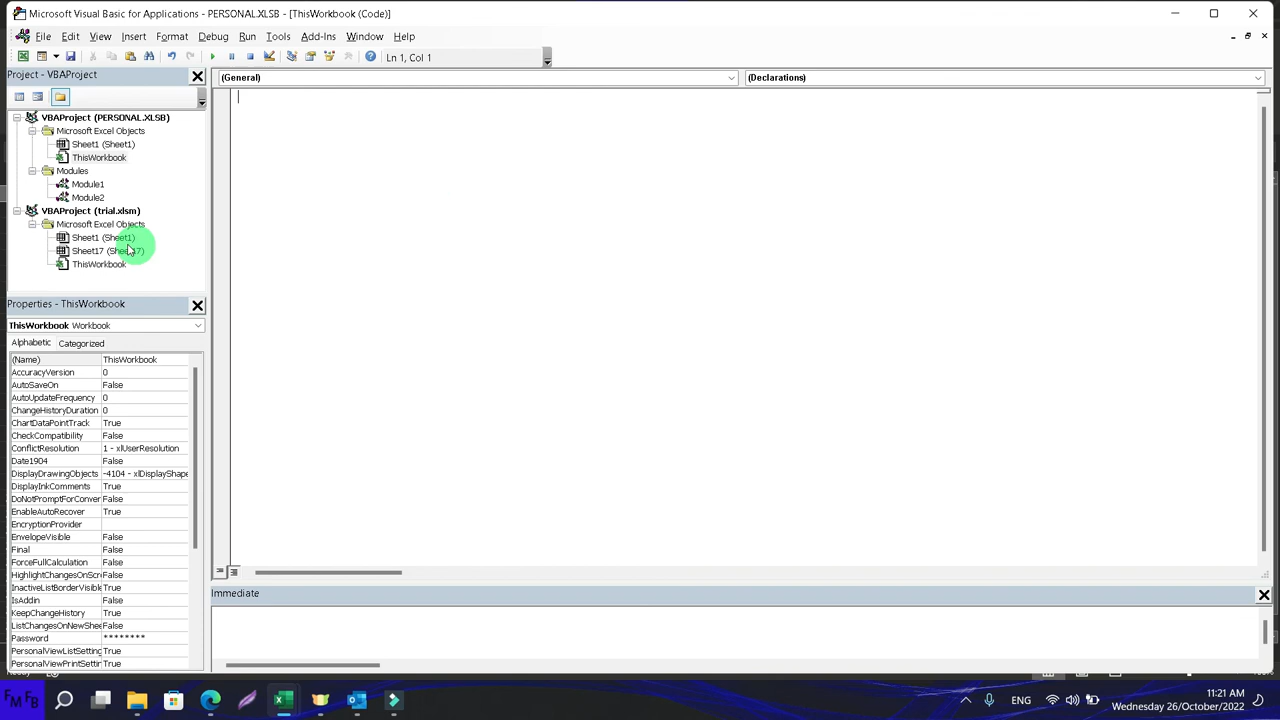 Microsoft Visual Basic for Applications - PERSONAL.XLSB - [ThisWorkbook (Code)]
File Edit View Insert Format Debug Run Tools Add-Ins Window Help
Ln 1, Col 1
Project - VBAProject
(General)
(Declarations)
VBAProject (PERSONAL.XLSB)
Microsoft Excel Objects
Sheet1 (Sheet1)
ThisWorkbook
Modules
Module1
Module2
VBAProject (trial.xlsm)
Microsoft Excel Objects
Sheet1 (Sheet1)
Sheet17 (Sheet17)
ThisWorkbook
Properties - ThisWorkbook
ThisWorkbook Workbook
Alphabetic Categorized
(Name) ThisWorkbook
AccuracyVersion 0
AutoSaveOn False
AutoUpdateFrequency 0
ChangeHistoryDuration 0
ChartDataPointTrack True
CheckCompatibility False
ConflictResolution 1 - xlUserResolution
Date1904 False
DisplayDrawingObjects -4104 - xlDisplayShape
DisplayInkComments True
DoNotPromptForConver False
EnableAutoRecover True
EncryptionProvider
EnvelopeVisible False
Final False
ForceFullCalculation False
HighlightChangesOnScr False
InactiveListBorderVisible True
IsAddin False
KeepChangeHistory True
ListChangesOnNewShee False
Password ********
PersonalViewListSetting True
PersonalViewPrintSettin True
Immediate
FM FB
ENG
11:21 AM
Wednesday 26/October/2022